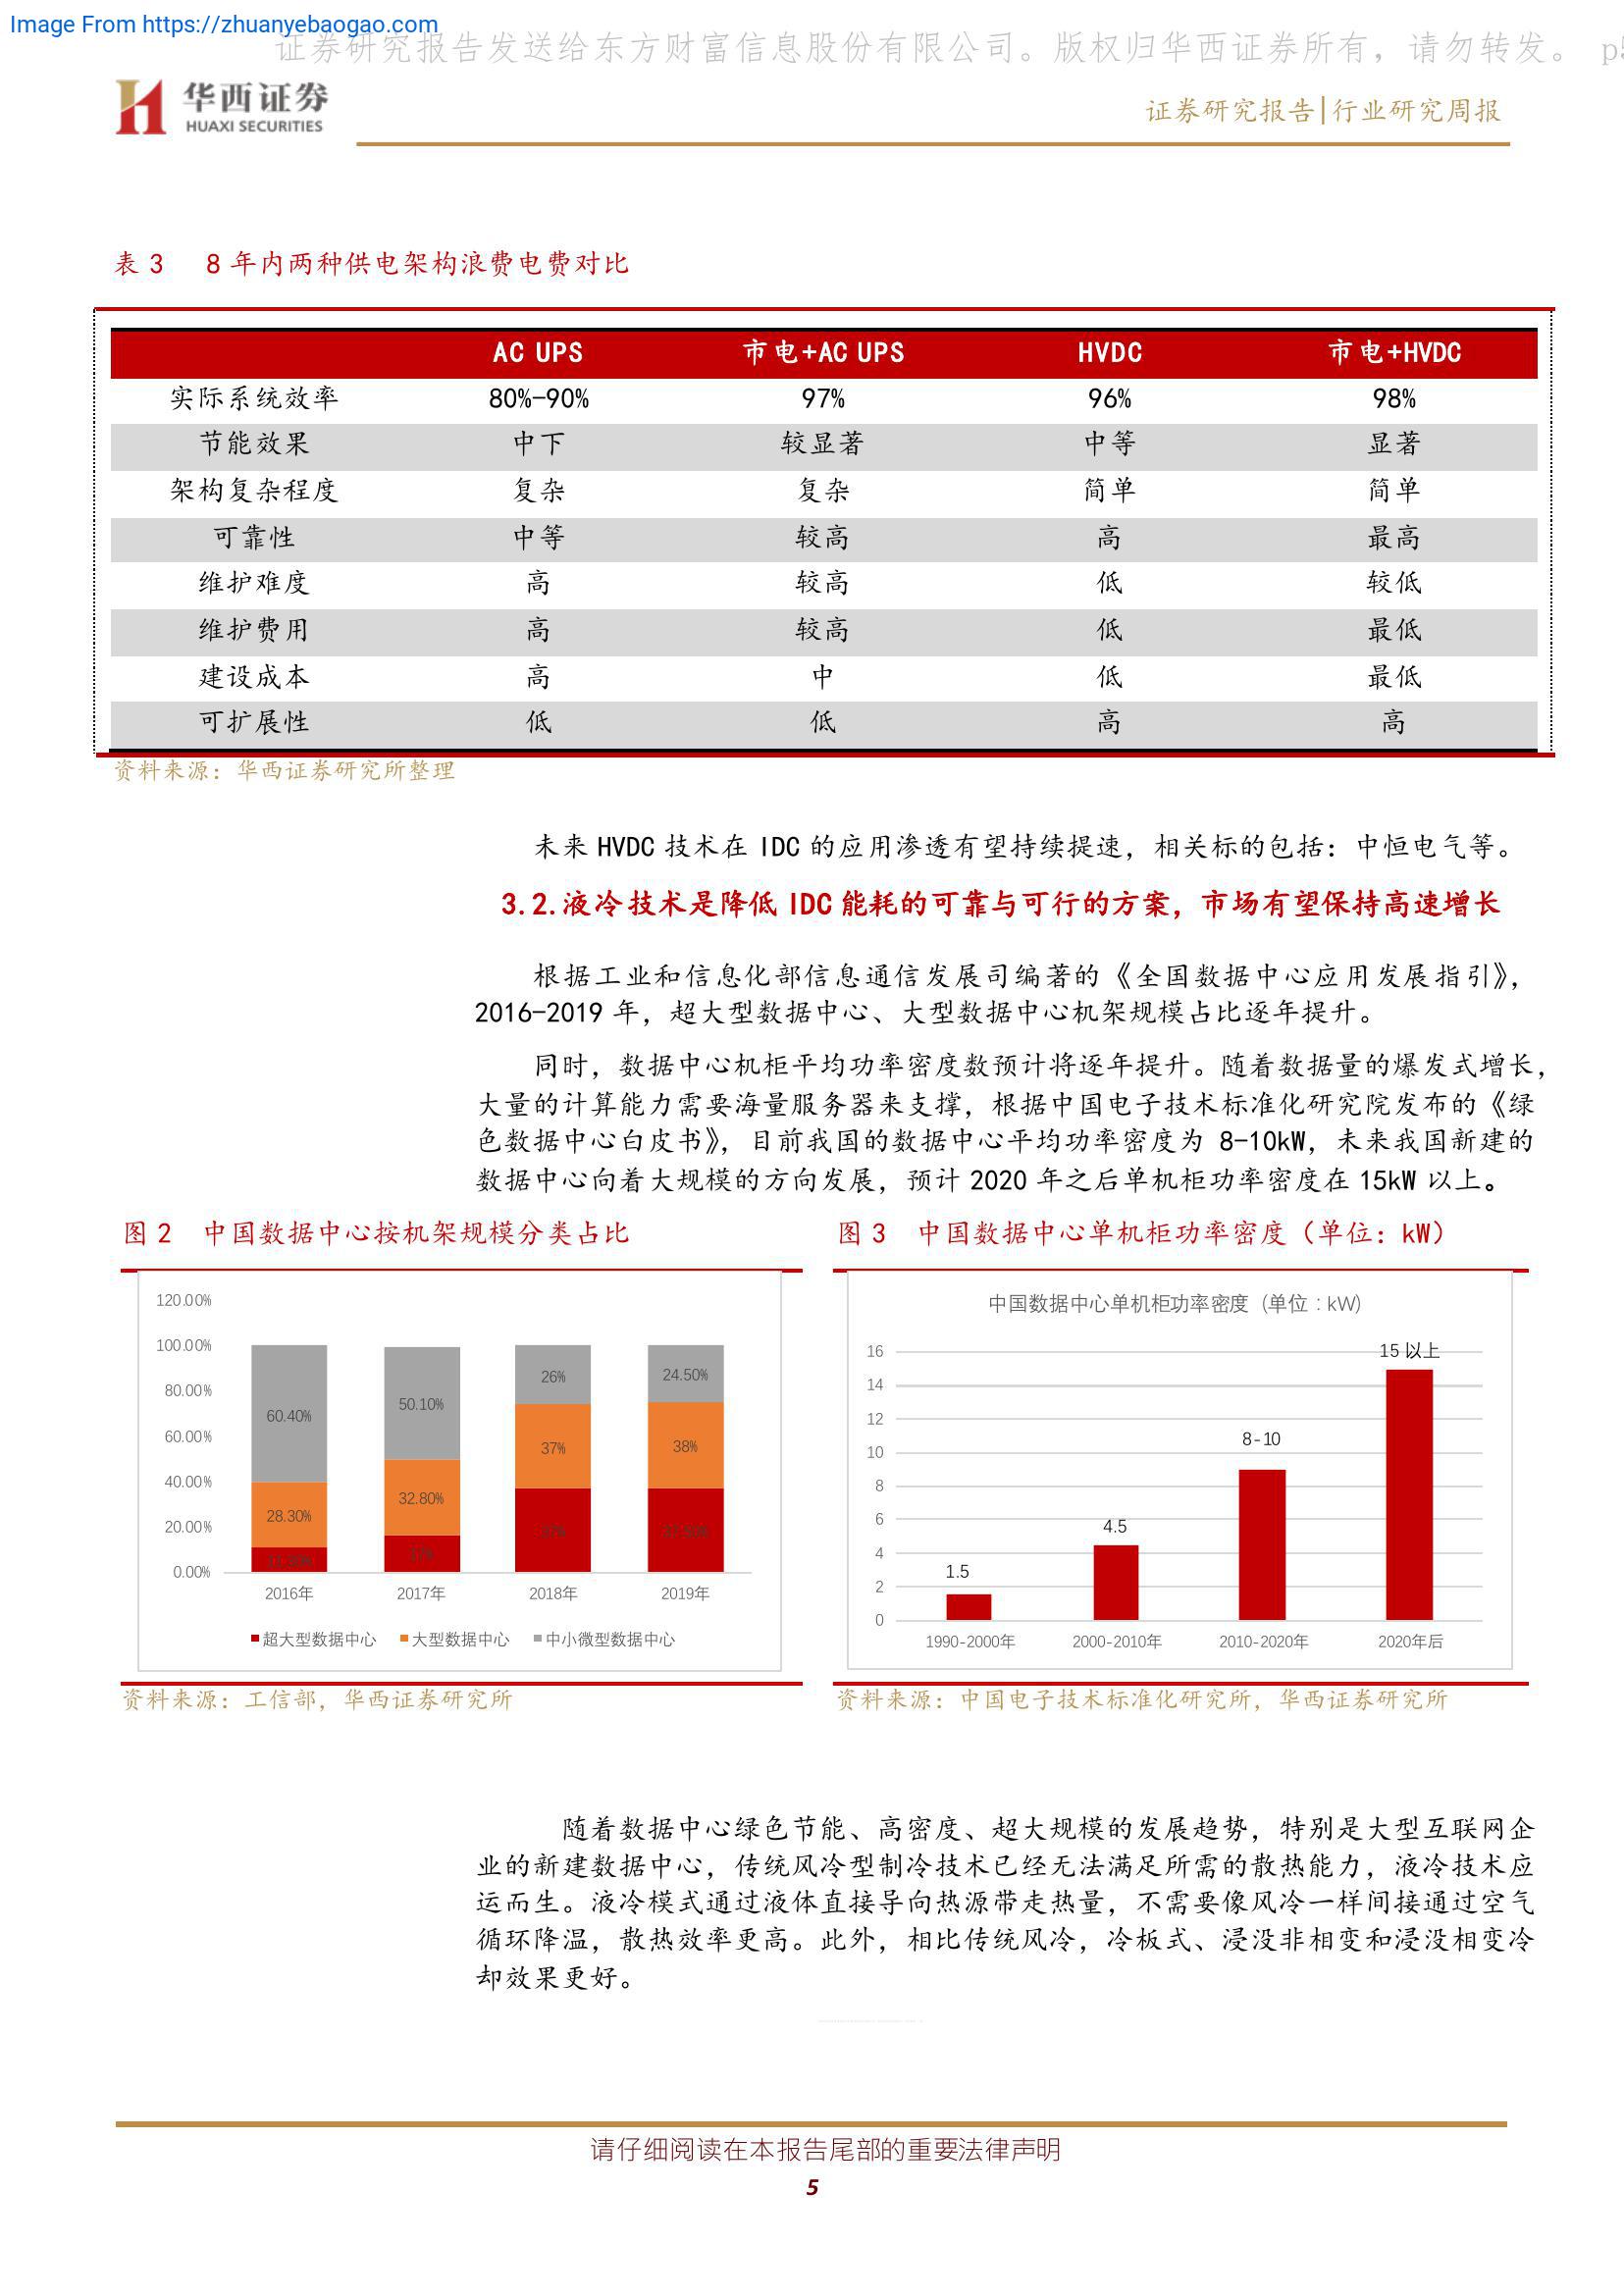 Image From https://zhuanyebaogao.com
证券研究报告发送给东方财富信息股份有限公司。版权归华西证券所有，请勿转发。 p5
华西证券
HUAXI SECURITIES
证券研究报告|行业研究周报
表 3 8 年内两种供电架构浪费电费对比
AC UPS 市电+AC UPS HVDC 市电+HVDC
实际系统效率 80%-90% 97% 96% 98%
节能效果 中下 较显著 中等 显著
架构复杂程度 复杂 复杂 简单 简单
可靠性 中等 较高 高 最高
维护难度 高 较高 低 较低
维护费用 高 较高 低 最低
建设成本 高 中 低 最低
可扩展性 低 低 高 高
资料来源：华西证券研究所整理
未来 HVDC 技术在 IDC 的应用渗透有望持续提速，相关标的包括：中恒电气等。
3.2.液冷技术是降低 IDC 能耗的可靠与可行的方案，市场有望保持高速增长
根据工业和信息化部信息通信发展司编著的《全国数据中心应用发展指引》，
2016-2019 年，超大型数据中心、大型数据中心机架规模占比逐年提升。
同时，数据中心机柜平均功率密度数预计将逐年提升。随着数据量的爆发式增长，
大量的计算能力需要海量服务器来支撑，根据中国电子技术标准化研究院发布的《绿
色数据中心白皮书》，目前我国的数据中心平均功率密度为 8-10kW，未来我国新建的
数据中心向着大规模的方向发展，预计 2020 年之后单机柜功率密度在 15kW 以上。
图 2 中国数据中心按机架规模分类占比
120.00%
100.00%
80.00%
60.00%
40.00%
20.00%
0.00%
60.40% 50.10% 26% 24.50%
28.30% 32.80% 37% 38%
2016年 2017年 2018年 2019年
超大型数据中心 大型数据中心 中小微型数据中心
资料来源：工信部，华西证券研究所
图 3 中国数据中心单机柜功率密度（单位：kW）
中国数据中心单机柜功率密度 (单位：kW)
16
14
12
10
8
6
4
2
0
1.5 4.5 8-10 15 以上
1990-2000年 2000-2010年 2010-2020年 2020年后
资料来源：中国电子技术标准化研究所，华西证券研究所
随着数据中心绿色节能、高密度、超大规模的发展趋势，特别是大型互联网企
业的新建数据中心，传统风冷型制冷技术已经无法满足所需的散热能力，液冷技术应
运而生。液冷模式通过液体直接导向热源带走热量，不需要像风冷一样间接通过空气
循环降温，散热效率更高。此外，相比传统风冷，冷板式、浸没非相变和浸没相变冷
却效果更好。
请仔细阅读在本报告尾部的重要法律声明
5